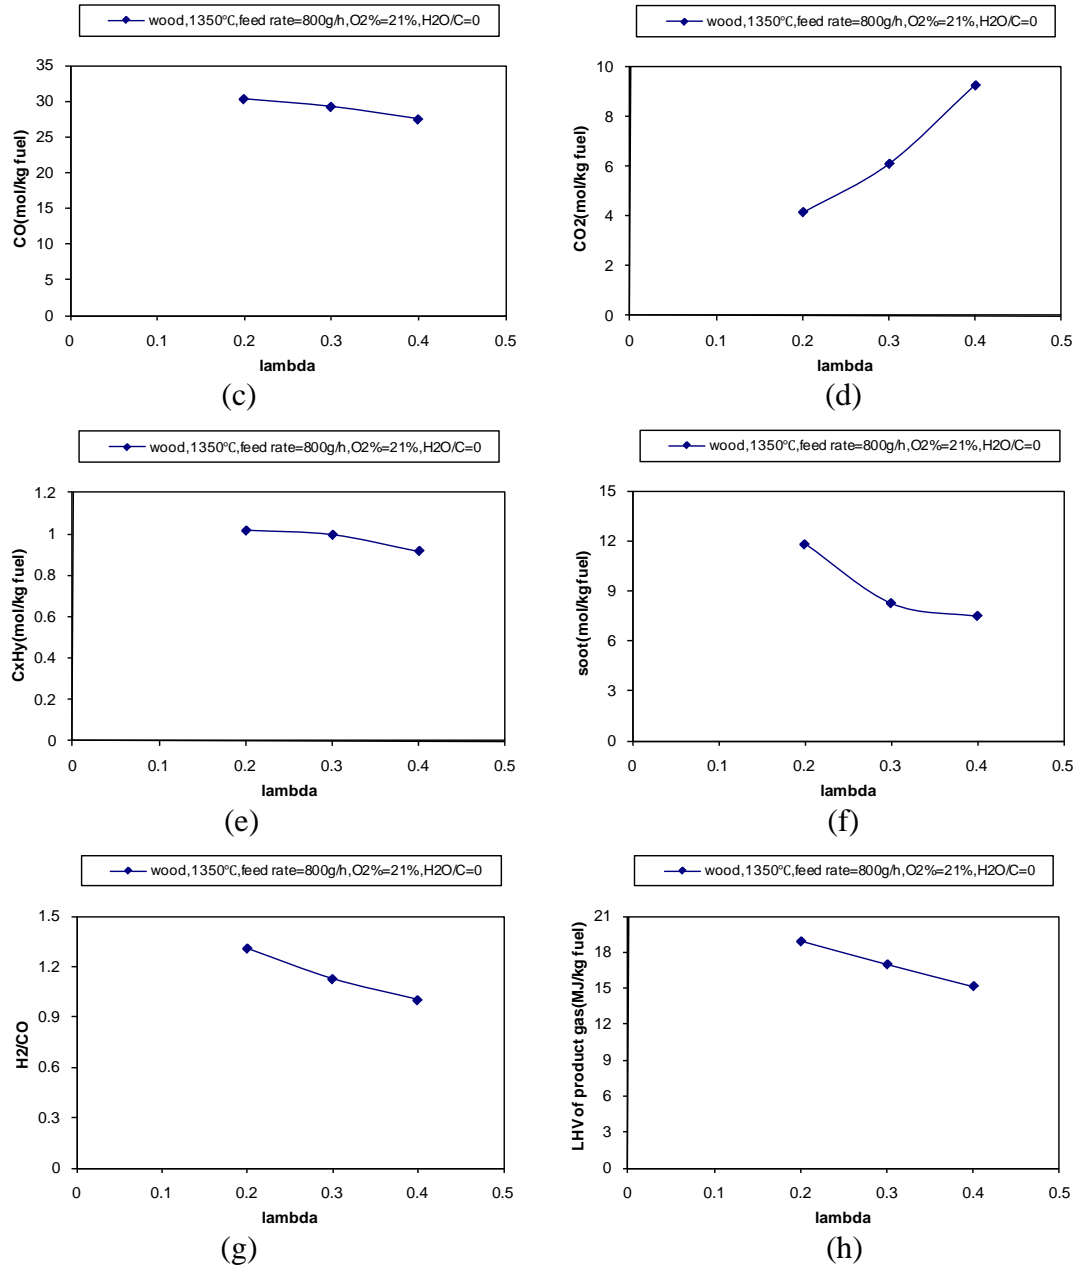 wood,1350℃,feed rate=800g/h,O2%=21%,H2O/C=0
CO(mol/kg fuel)
35
30
25
20
15
10
5
0
0 0.1 0.2 0.3 0.4 0.5
lambda
(c)
wood,1350℃,feed rate=800g/h,O2%=21%,H2O/C=0
CO2(mol/kg fuel)
10
8
6
4
2
0
0 0.1 0.2 0.3 0.4 0.5
lambda
(d)
wood,1350℃,feed rate=800g/h,O2%=21%,H2O/C=0
CxHy(mol/kg fuel)
1.2
1
0.8
0.6
0.4
0.2
0
0 0.1 0.2 0.3 0.4 0.5
lambda
(e)
wood,1350℃,feed rate=800g/h,O2%=21%,H2O/C=0
soot(mol/kg fuel)
15
12
9
6
3
0
0 0.1 0.2 0.3 0.4 0.5
lambda
(f)
wood,1350℃,feed rate=800g/h,O2%=21%,H2O/C=0
H2/CO
1.5
1.2
0.9
0.6
0.3
0
0 0.1 0.2 0.3 0.4 0.5
lambda
(g)
wood,1350℃,feed rate=800g/h,O2%=21%,H2O/C=0
LHV of product gas(MJ/kg fuel)
21
18
15
12
9
6
3
0
0 0.1 0.2 0.3 0.4 0.5
lambda
(h)